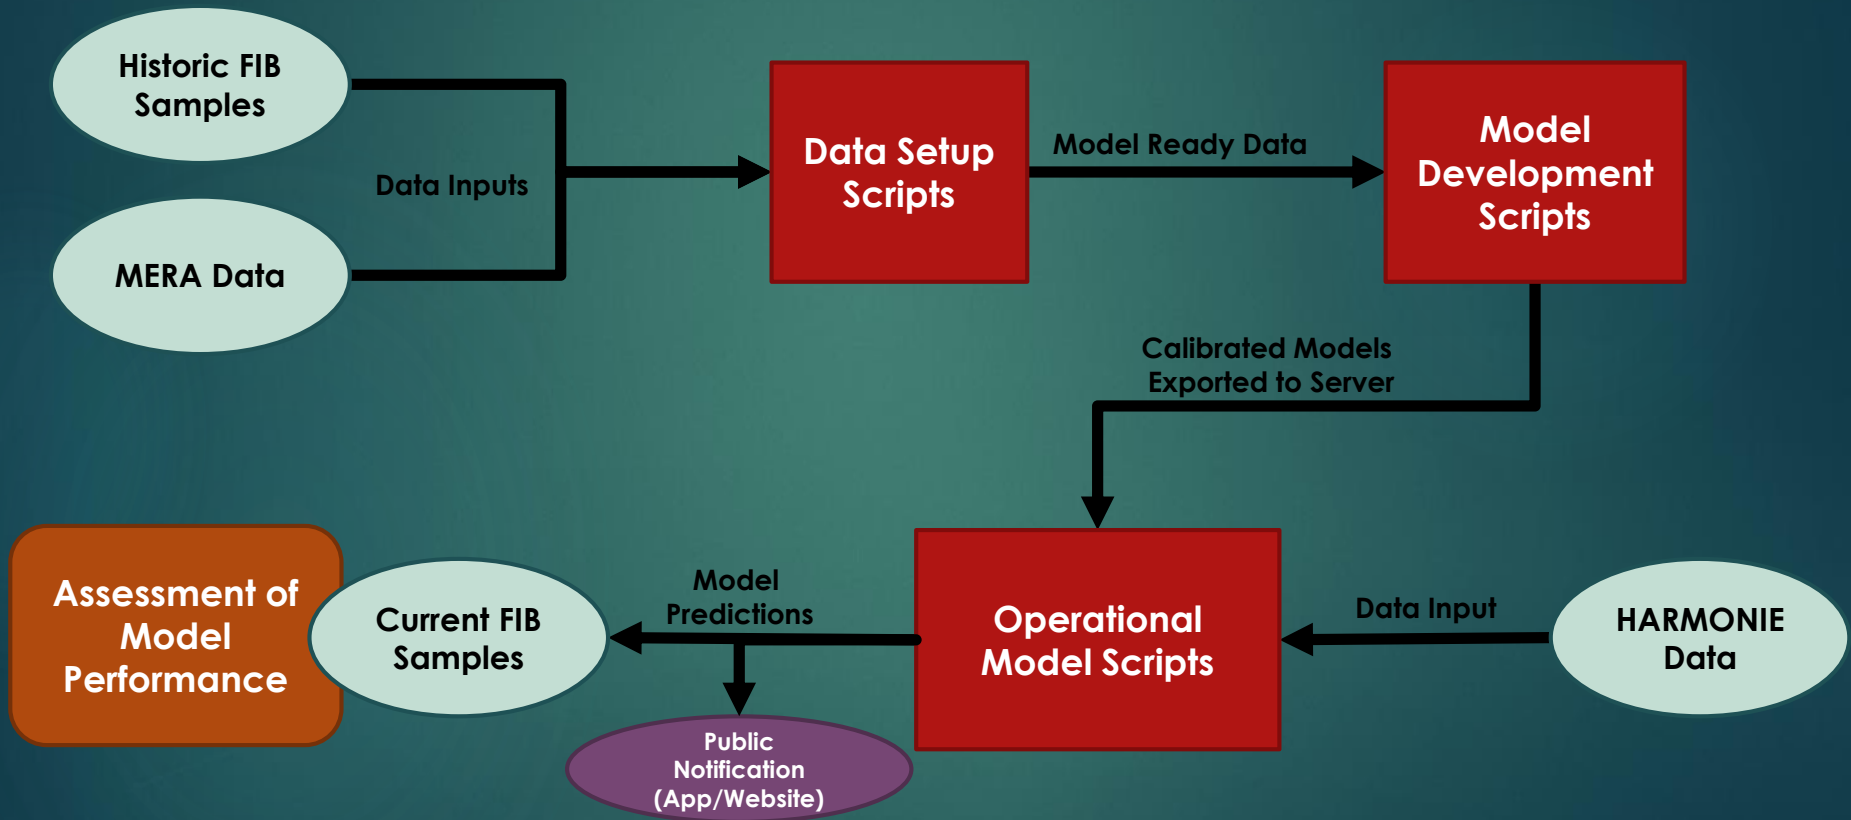 Historic FIB
Samples
Data Setup
Scripts
Model Ready Data
Model
Development
Scripts
Data Inputs
MERA Data
Calibrated Models
Exported to Server
Assessment of
Model
Performance
Current FIB
Samples
Model
Predictions
Operational
Model Scripts
Data Input
HARMONIE
Data
Public
Notification
(App/Website)